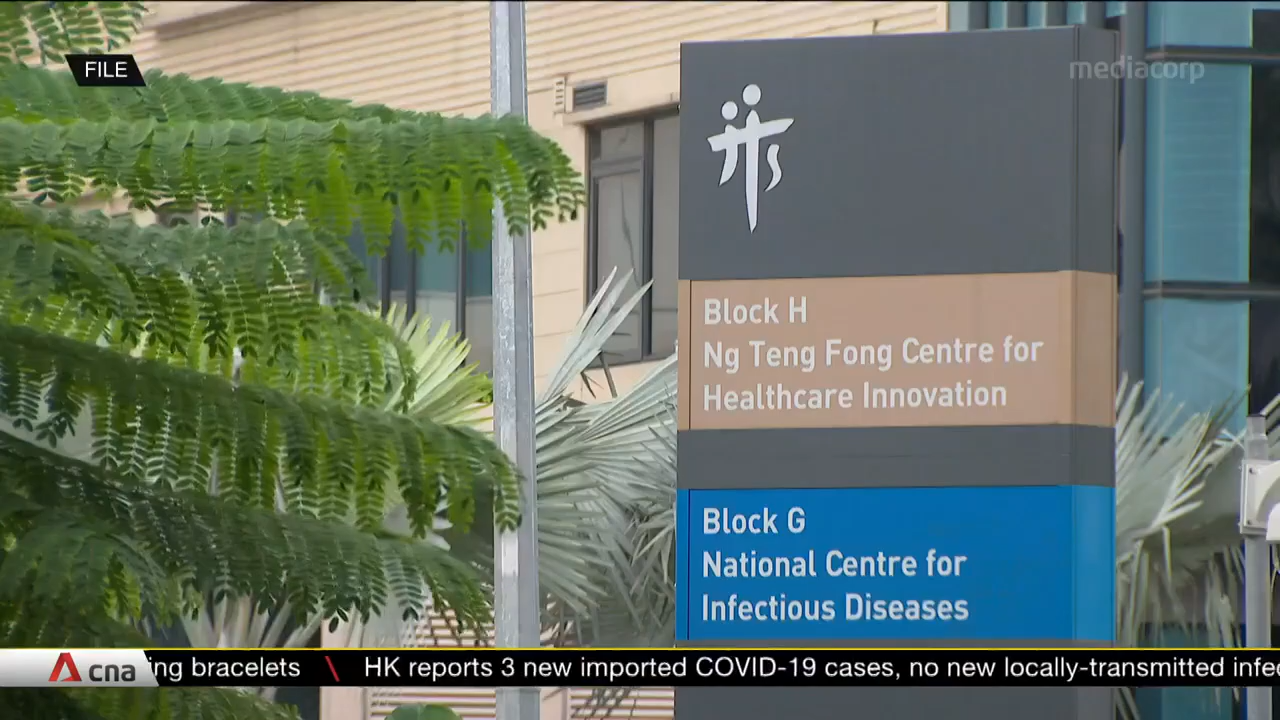 FILE
mediacorp
Block H
Ng Teng Fong Centre for
Healthcare Innovation
Block G
National Centre for
Infectious Diseases
cna
ing bracelets \ HK reports 3 new imported COVID-19 cases, no new locally-transmitted infe